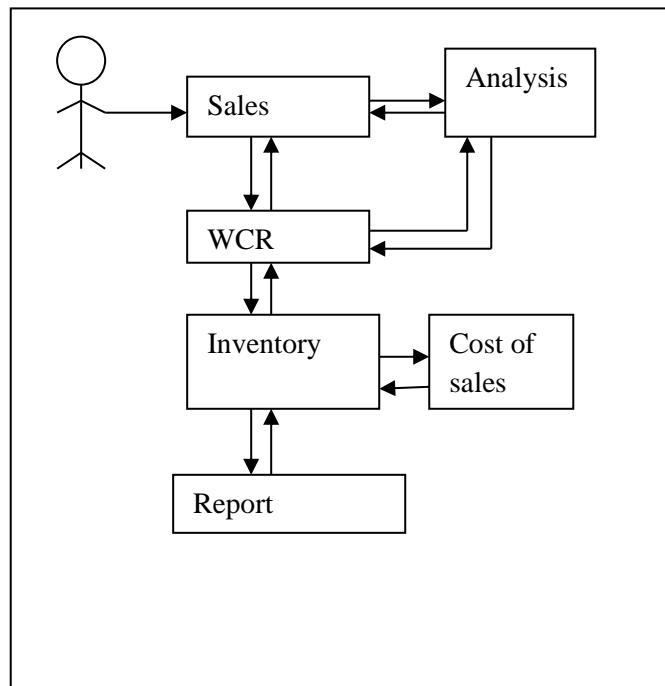 Sales
Analysis
WCR
Inventory
Cost of
sales
Report